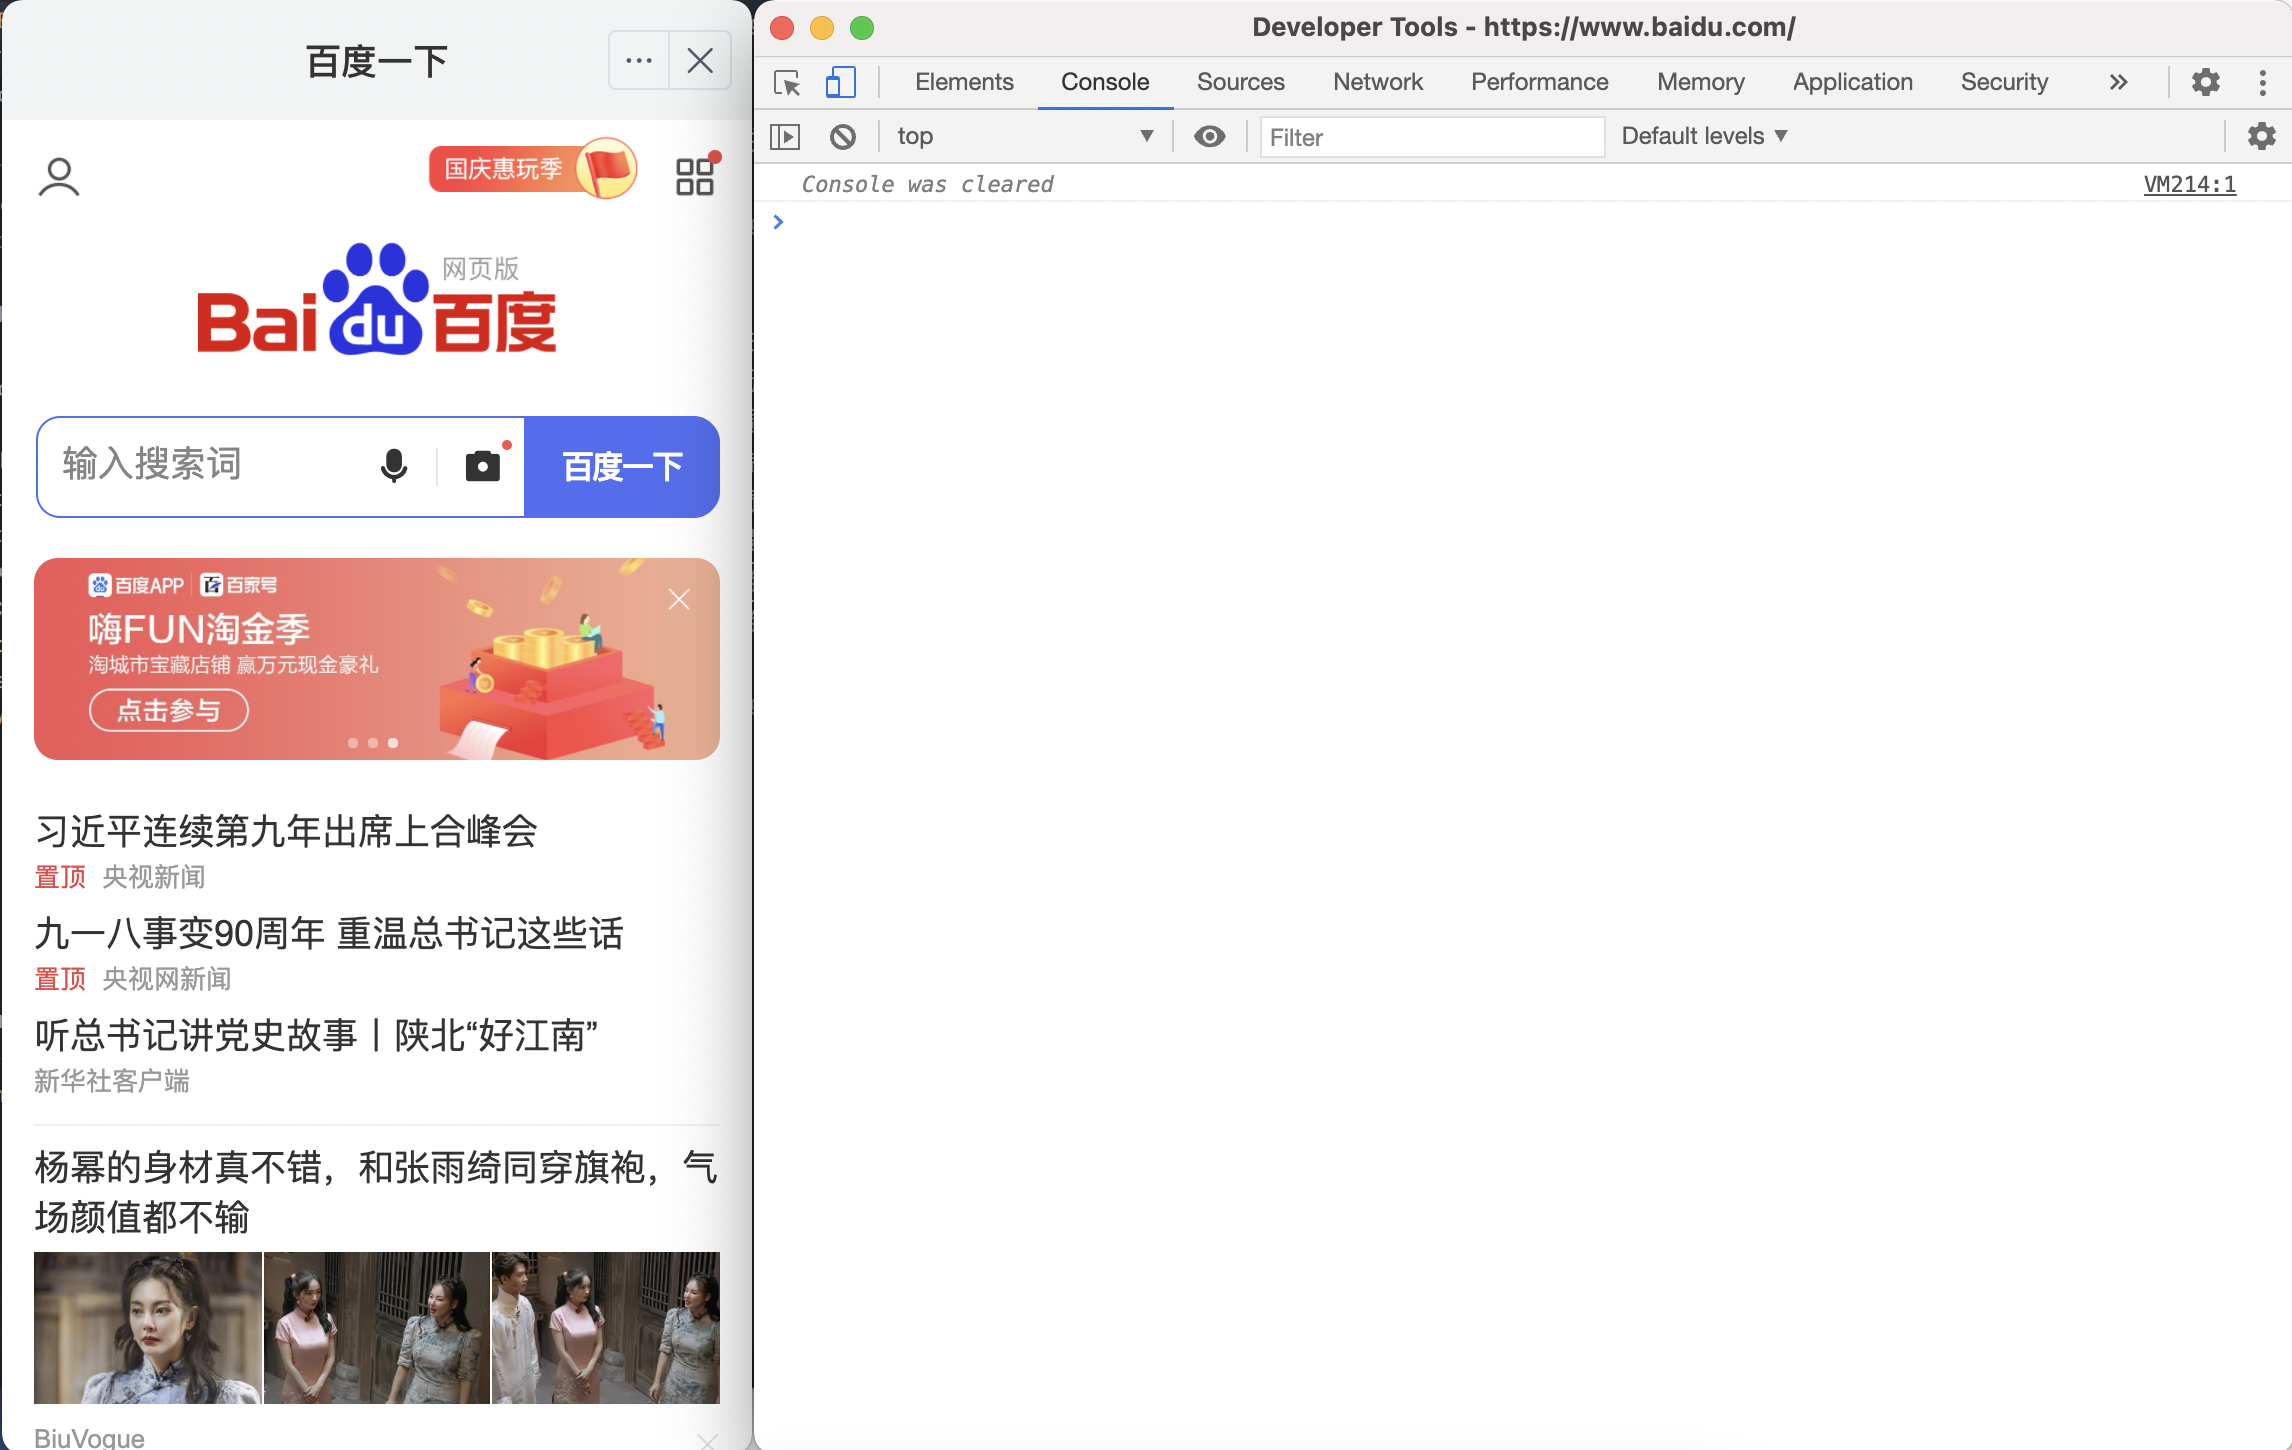 百度一下
国庆惠玩季
网页版
Bai du 百度
输入搜索词
百度一下
百度APP 百家号
嗨FUN淘金季
淘城市宝藏店铺 赢万元现金豪礼
点击参与
习近平连续第九年出席上合峰会
置顶 央视新闻
九一八事变90周年 重温总书记这些话
置顶 央视网新闻
听总书记讲党史故事丨陕北“好江南”
新华社客户端
杨幂的身材真不错，和张雨绮同穿旗袍，气
场颜值都不输
BiuVogue
Developer Tools - https://www.baidu.com/
Elements Console Sources Network Performance Memory Application Security
top Filter Default levels
Console was cleared VM214:1